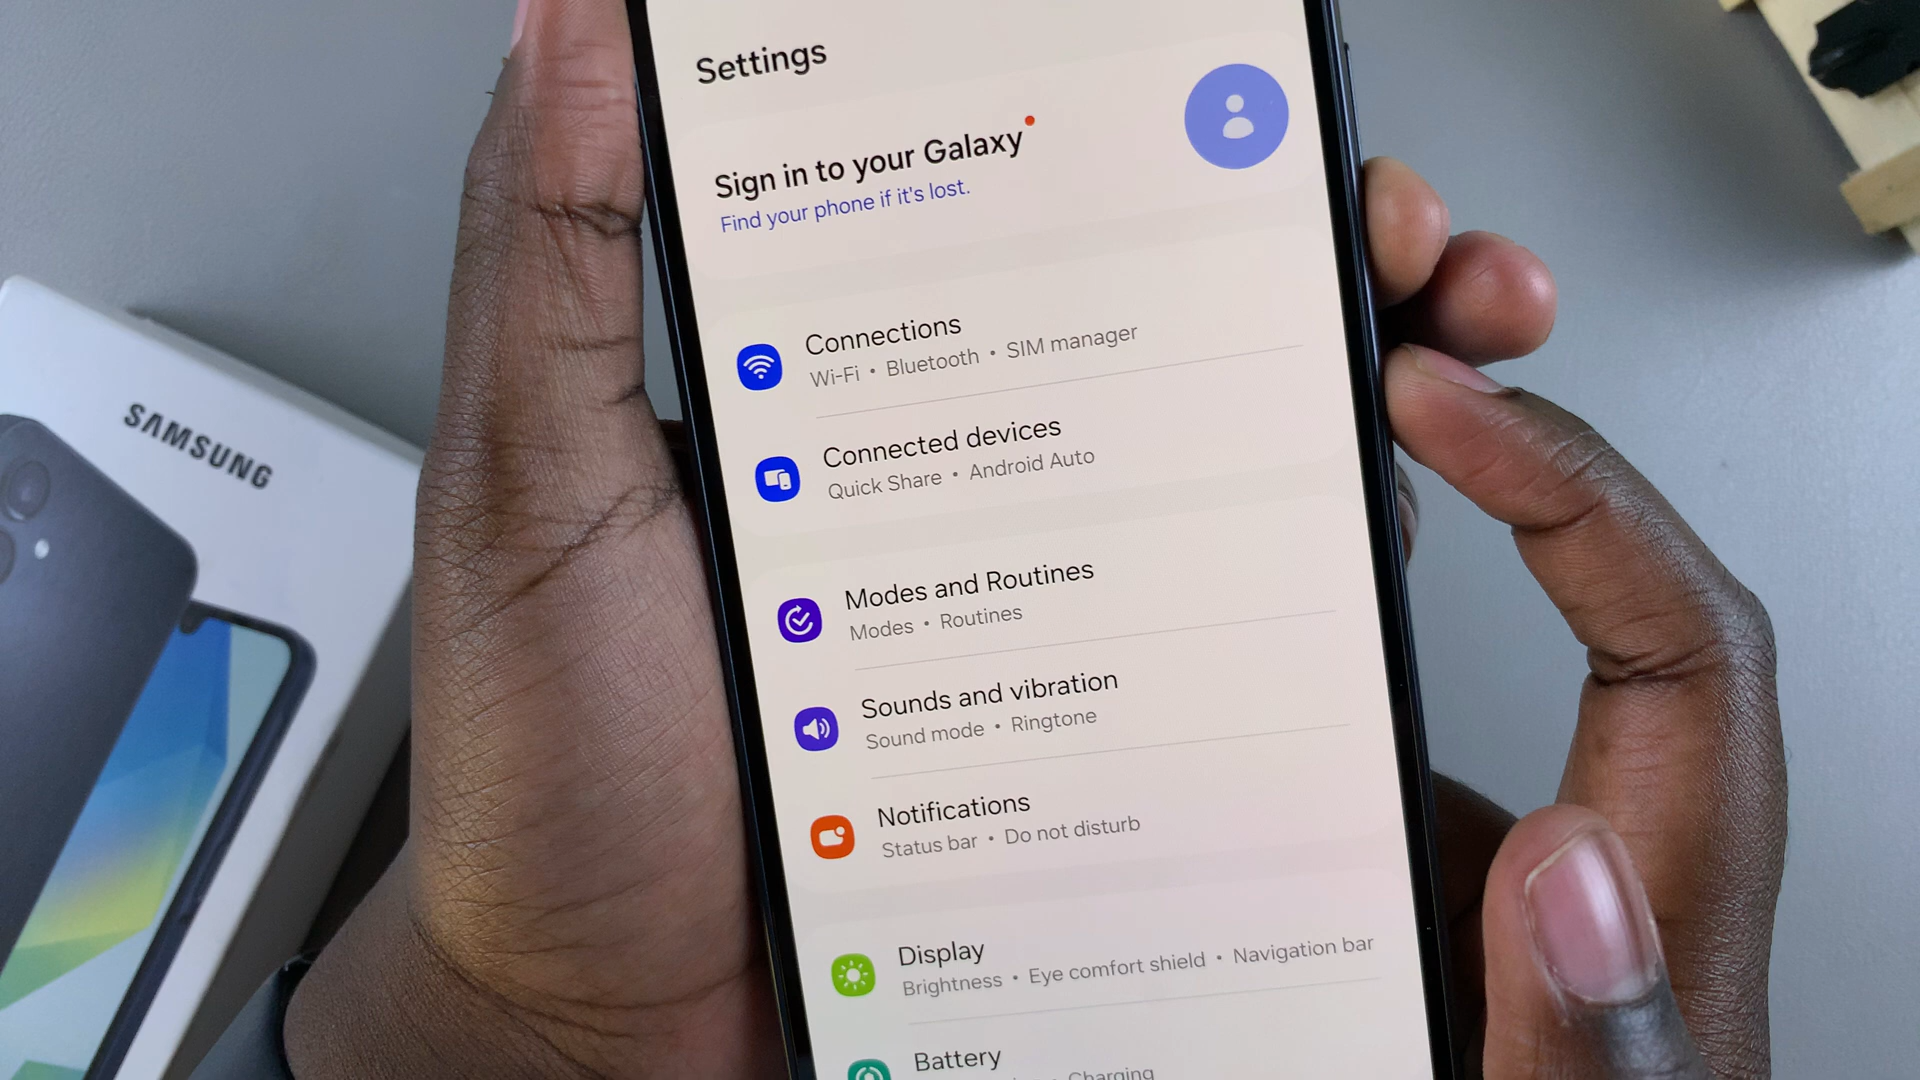 Settings
Sign in to your Galaxy
Find your phone if it's lost.
Connections
Wi-Fi • Bluetooth • SIM manager
Connected devices
Quick Share • Android Auto
Modes and Routines
Modes • Routines
Sounds and vibration
Sound mode • Ringtone
Notifications
Status bar • Do not disturb
Display
Brightness • Eye comfort shield • Navigation bar
Battery
• Charging
SAMSUNG